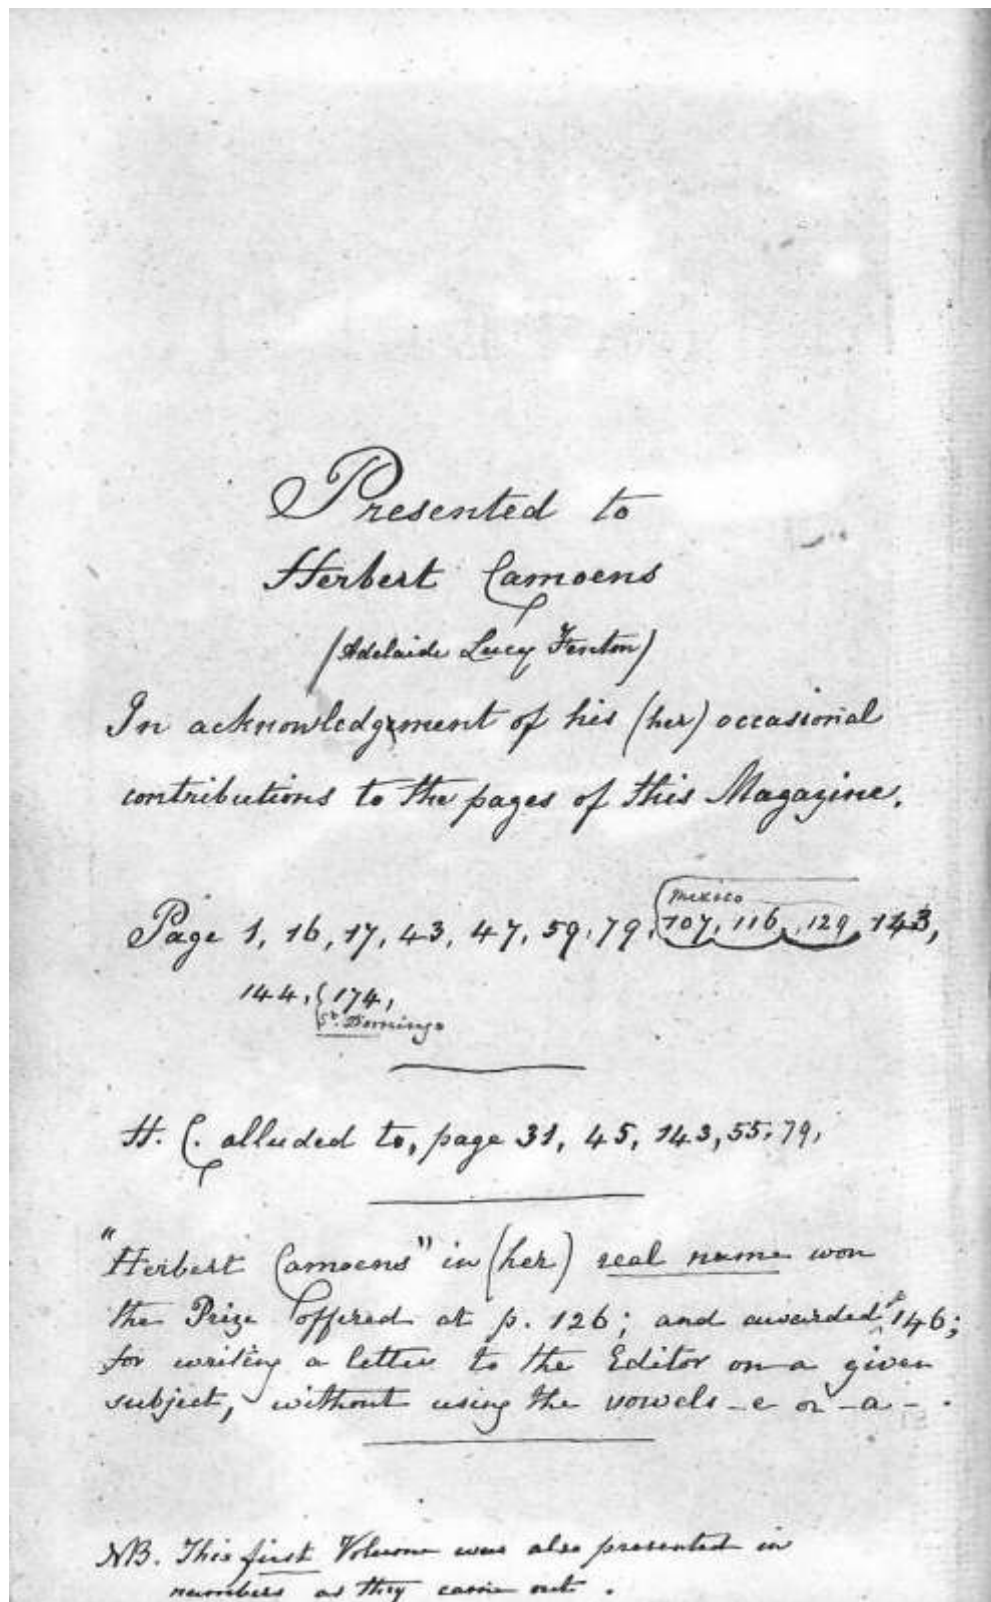 Presented to
Herbert Camoens
(Adelaide Lucy Fenton)
In acknowledgement of his (her) occasional
contributions to the pages of this Magazine.
Mexico
Page 1, 16, 17, 43, 47, 59, 79, 107, 116, 129, 143,
144, 174,
St. Domingo
H. C. alluded to, page 31, 45, 143, 55, 79,
"Herbert Camoens" in (her) real name won
the Prize offered at p. 126; and awarded p 146;
for writing a letter to the Editor on a given
subject, without using the vowels -e or -a-.
NB. This first Volume was also presented in
numbers as they came out.